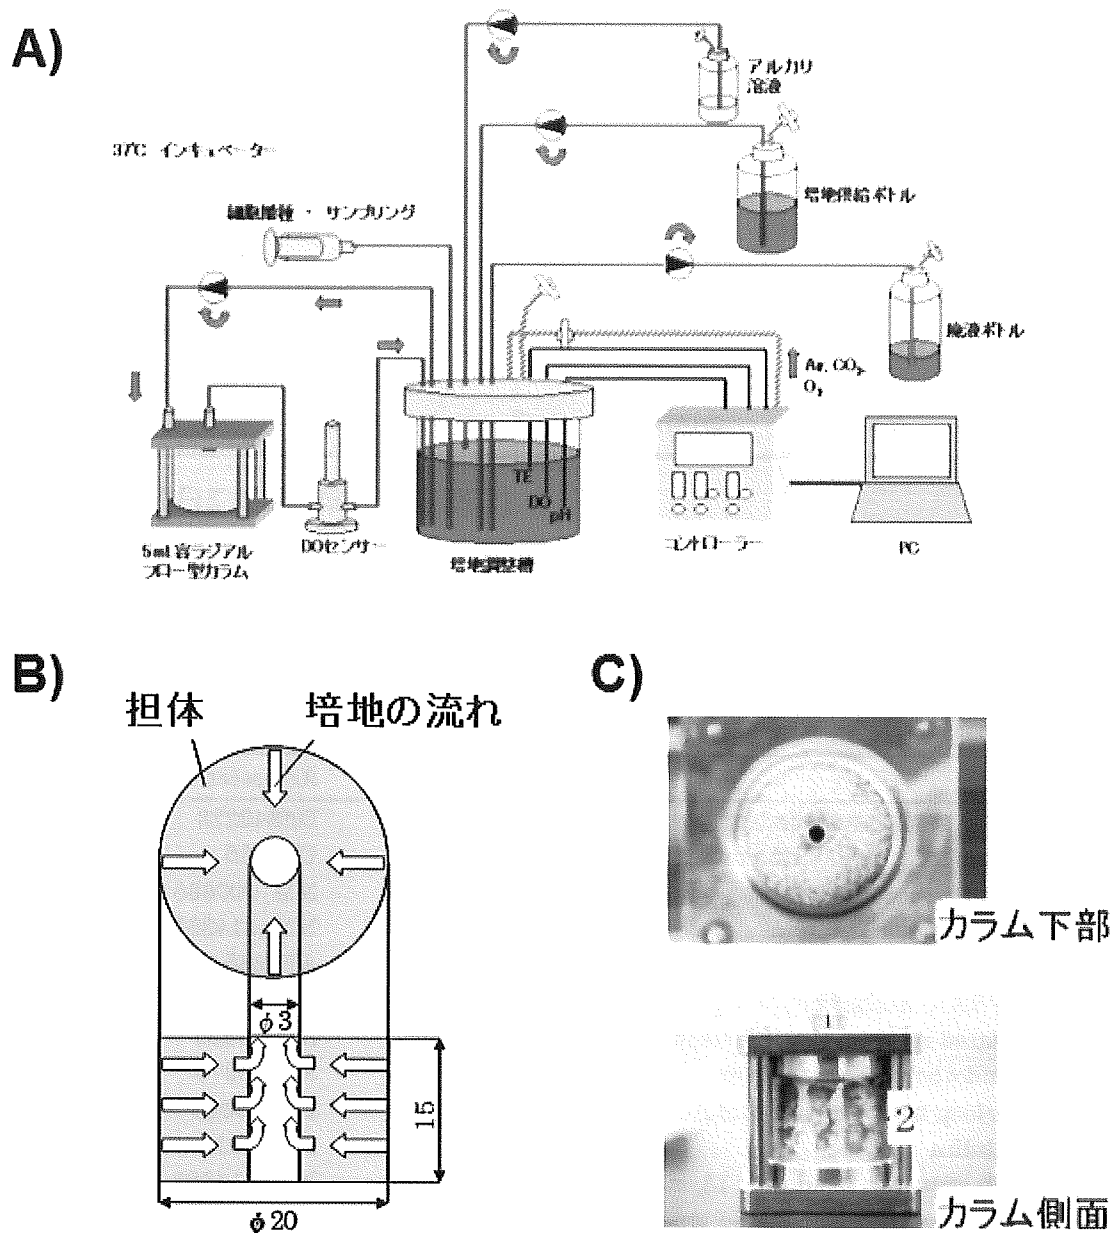 A)
アルカリ
溶液
37℃ インキュベーター
培地供給ボトル
細胞播種・サンプリング
廃液ボトル
Air, CO₂,
O₂
TE
DO
pH
5ml容ラジアル
フロー型カラム
DOセンサー
培地調整槽
コントローラー
PC
B)
担体
培地の流れ
φ3
15
φ20
C)
カラム下部
1
2
カラム側面